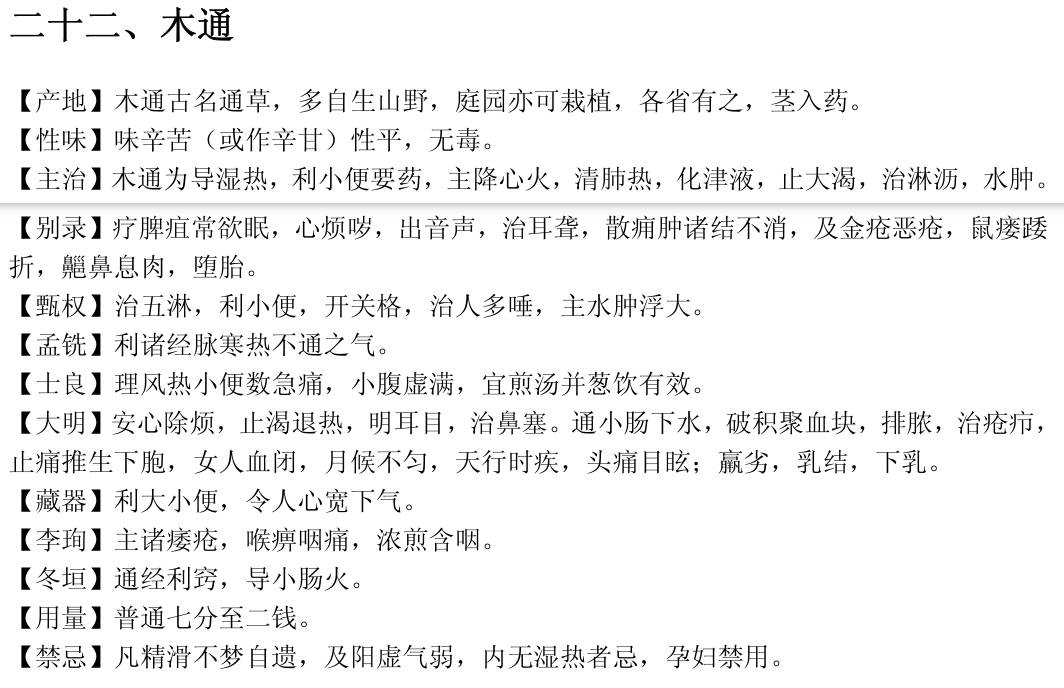 二十二、木通
【产地】木通古名通草，多自生山野，庭园亦可栽植，各省有之，茎入药。
【性味】味辛苦（或作辛甘）性平，无毒。
【主治】木通为导湿热，利小便要药，主降心火，清肺热，化津液，止大渴，治淋沥，水肿。
【别录】疗脾疽常欲眠，心烦哕，出音声，治耳聋，散痈肿诸结不消，及金疮恶疮，鼠瘘踒
折，齆鼻息肉，堕胎。
【甄权】治五淋，利小便，开关格，治人多唾，主水肿浮大。
【孟铣】利诸经脉寒热不通之气。
【士良】理风热小便数急痛，小腹虚满，宜煎汤并葱饮有效。
【大明】安心除烦，止渴退热，明耳目，治鼻塞。通小肠下水，破积聚血块，排脓，治疮疖，
止痛推生下胞，女人血闭，月候不匀，天行时疾，头痛目眩；羸劣，乳结，下乳。
【藏器】利大小便，令人心宽下气。
【李珣】主诸瘘疮，喉痹咽痛，浓煎含咽。
【冬垣】通经利窍，导小肠火。
【用量】普通七分至二钱。
【禁忌】凡精滑不梦自遗，及阳虚气弱，内无湿热者忌，孕妇禁用。